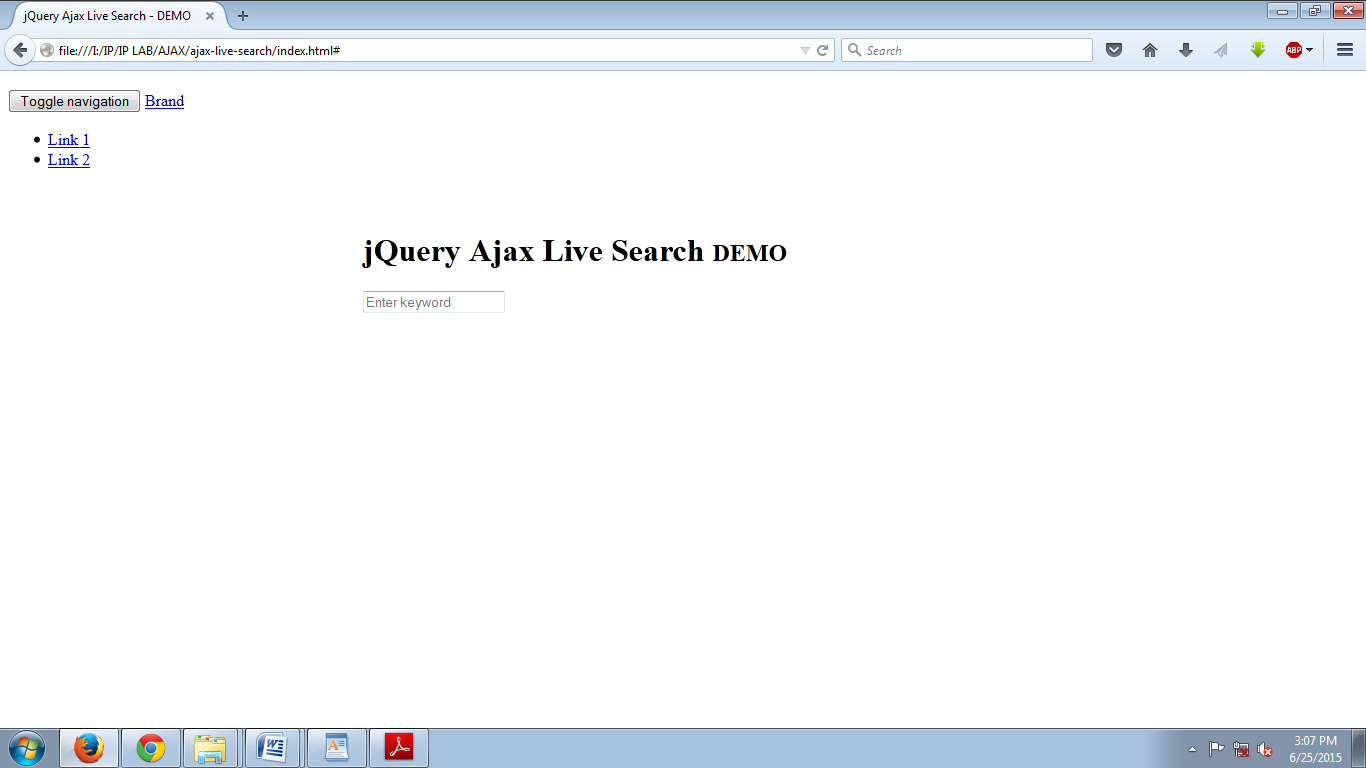 jQuery Ajax Live Search - DEMO
file:///I:/IP/IP LAB/AJAX/ajax-live-search/index.html#
Search
ABP
Toggle navigation Brand
Link 1
Link 2
jQuery Ajax Live Search DEMO
Enter keyword
3:07 PM
6/25/2015